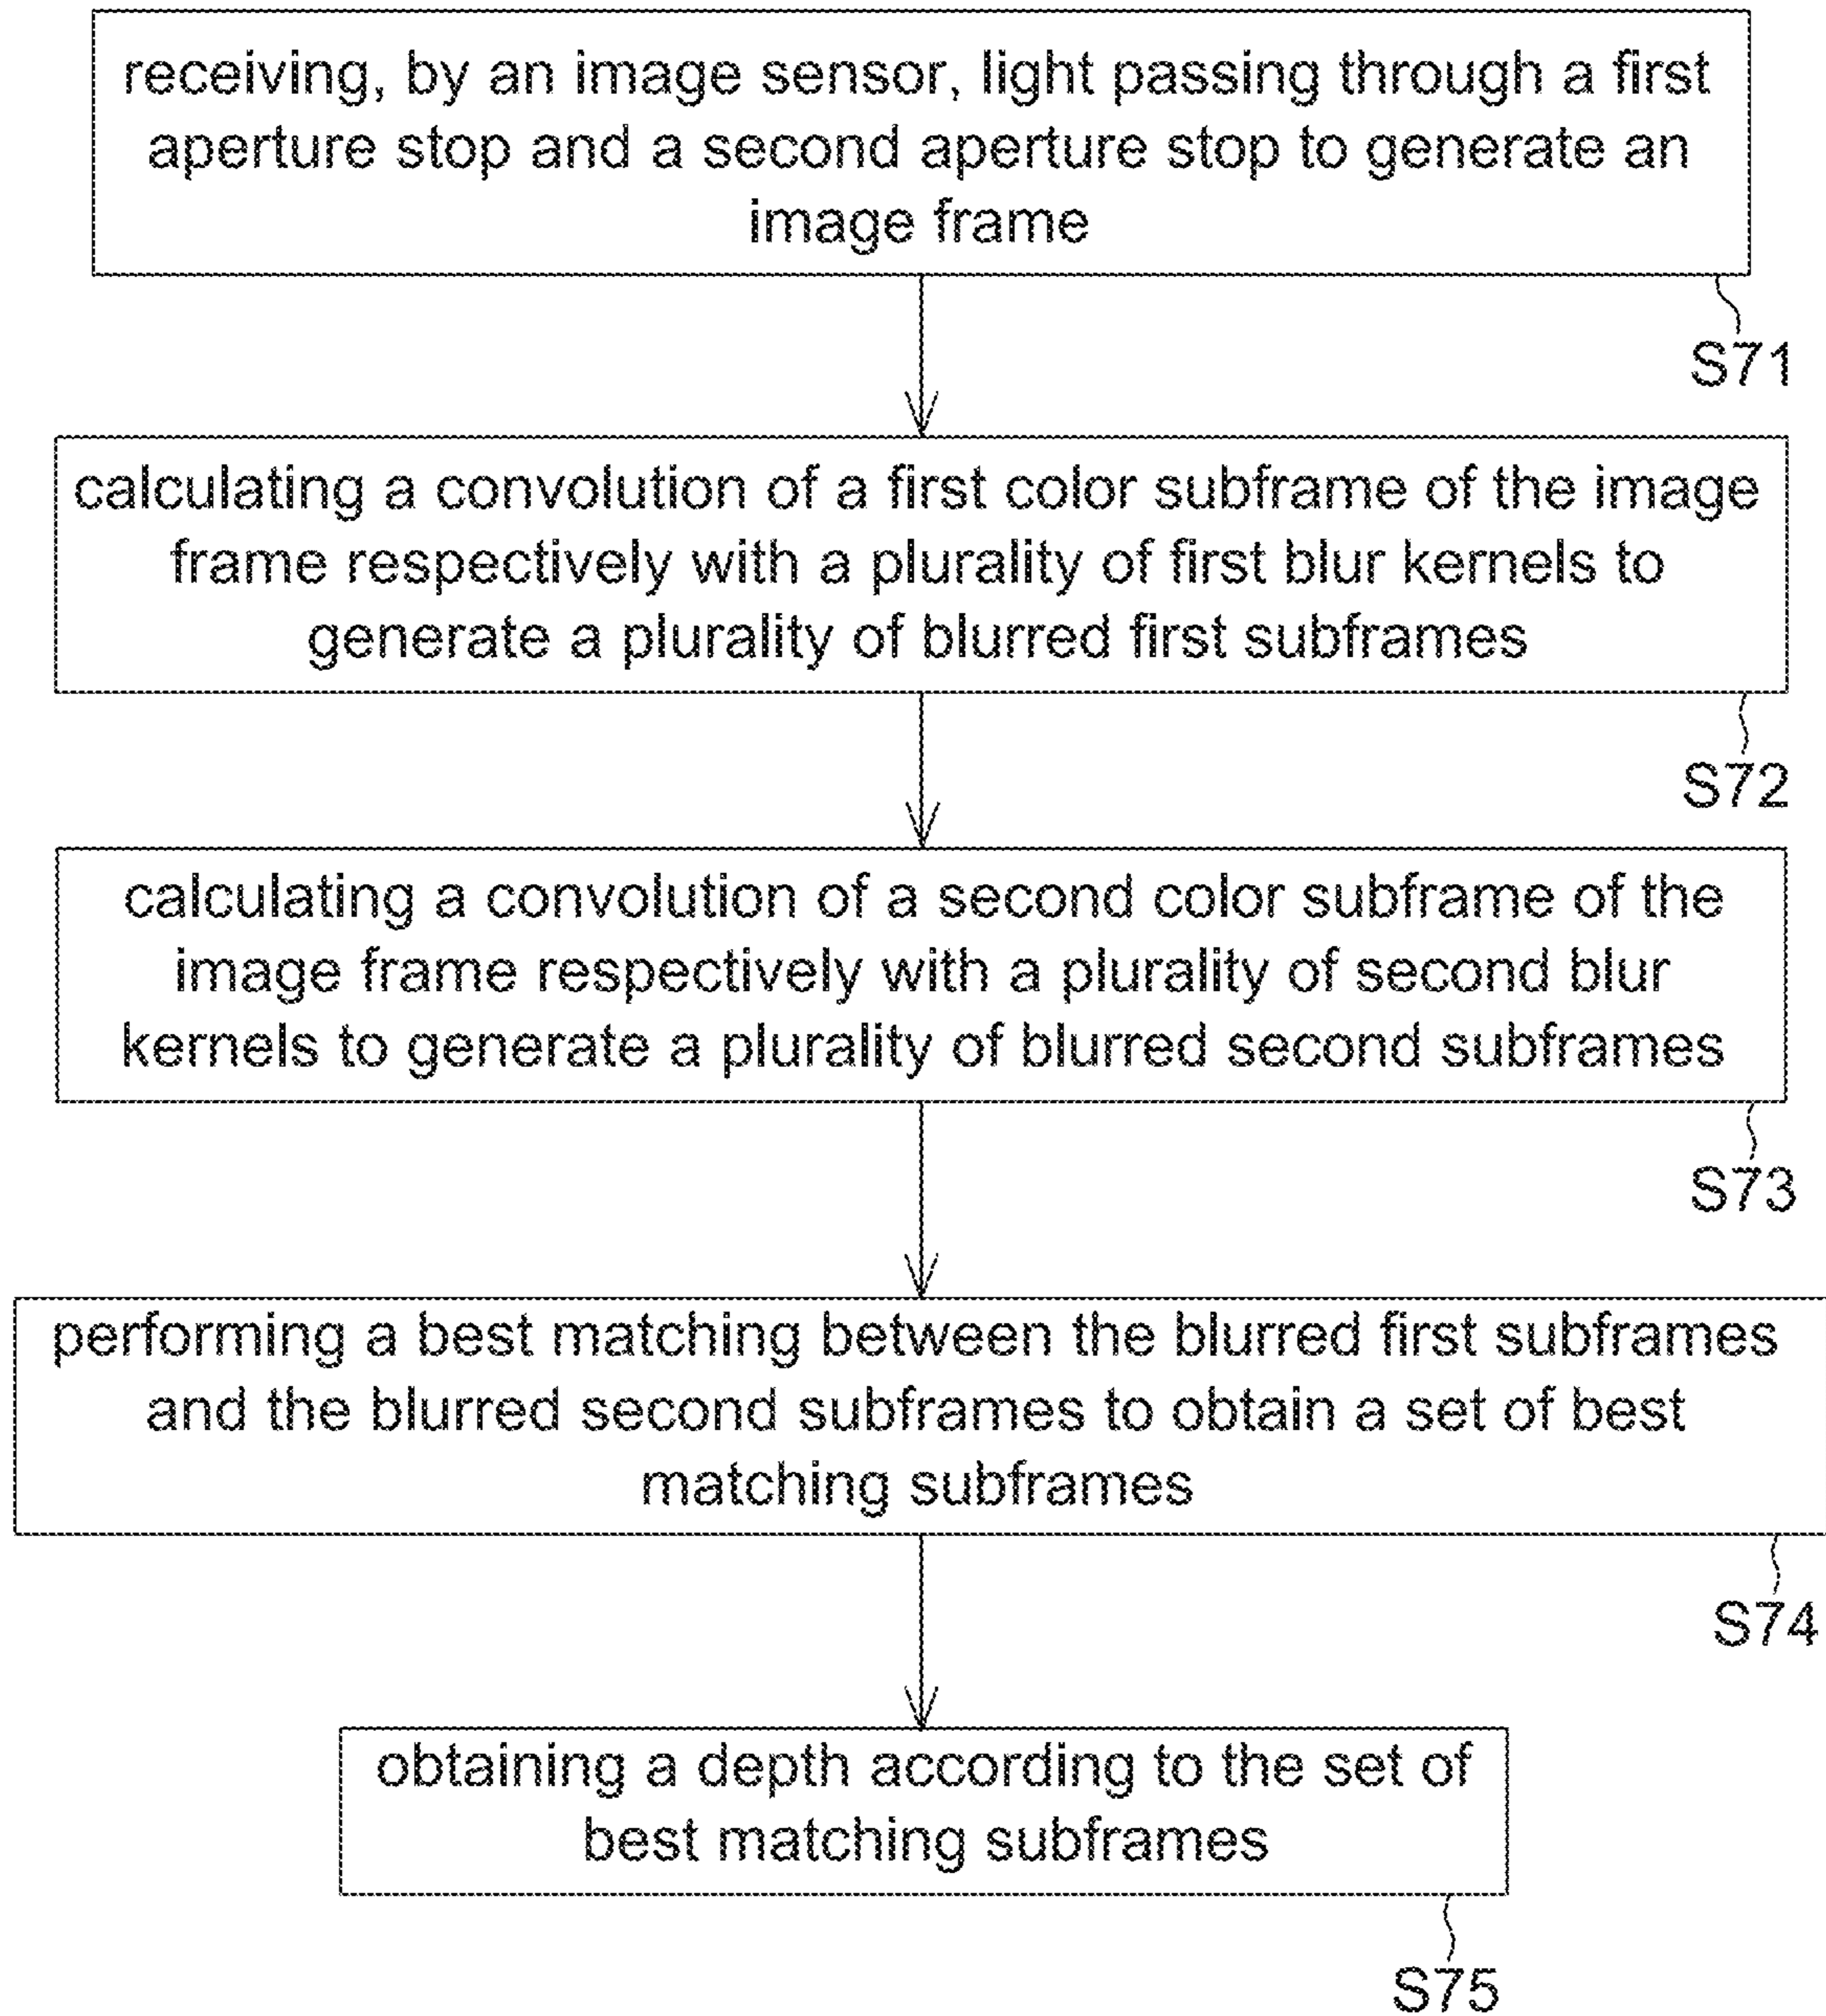 receiving, by an image sensor, light passing through a first
aperture stop and a second aperture stop to generate an
image frame
S71
calculating a convolution of a first color subframe of the image
frame respectively with a plurality of first blur kernels to
generate a plurality of blurred first subframes
S72
calculating a convolution of a second color subframe of the
image frame respectively with a plurality of second blur
kernels to generate a plurality of blurred second subframes
S73
performing a best matching between the blurred first subframes
and the blurred second subframes to obtain a set of best
matching subframes
S74
obtaining a depth according to the set of
best matching subframes
S75